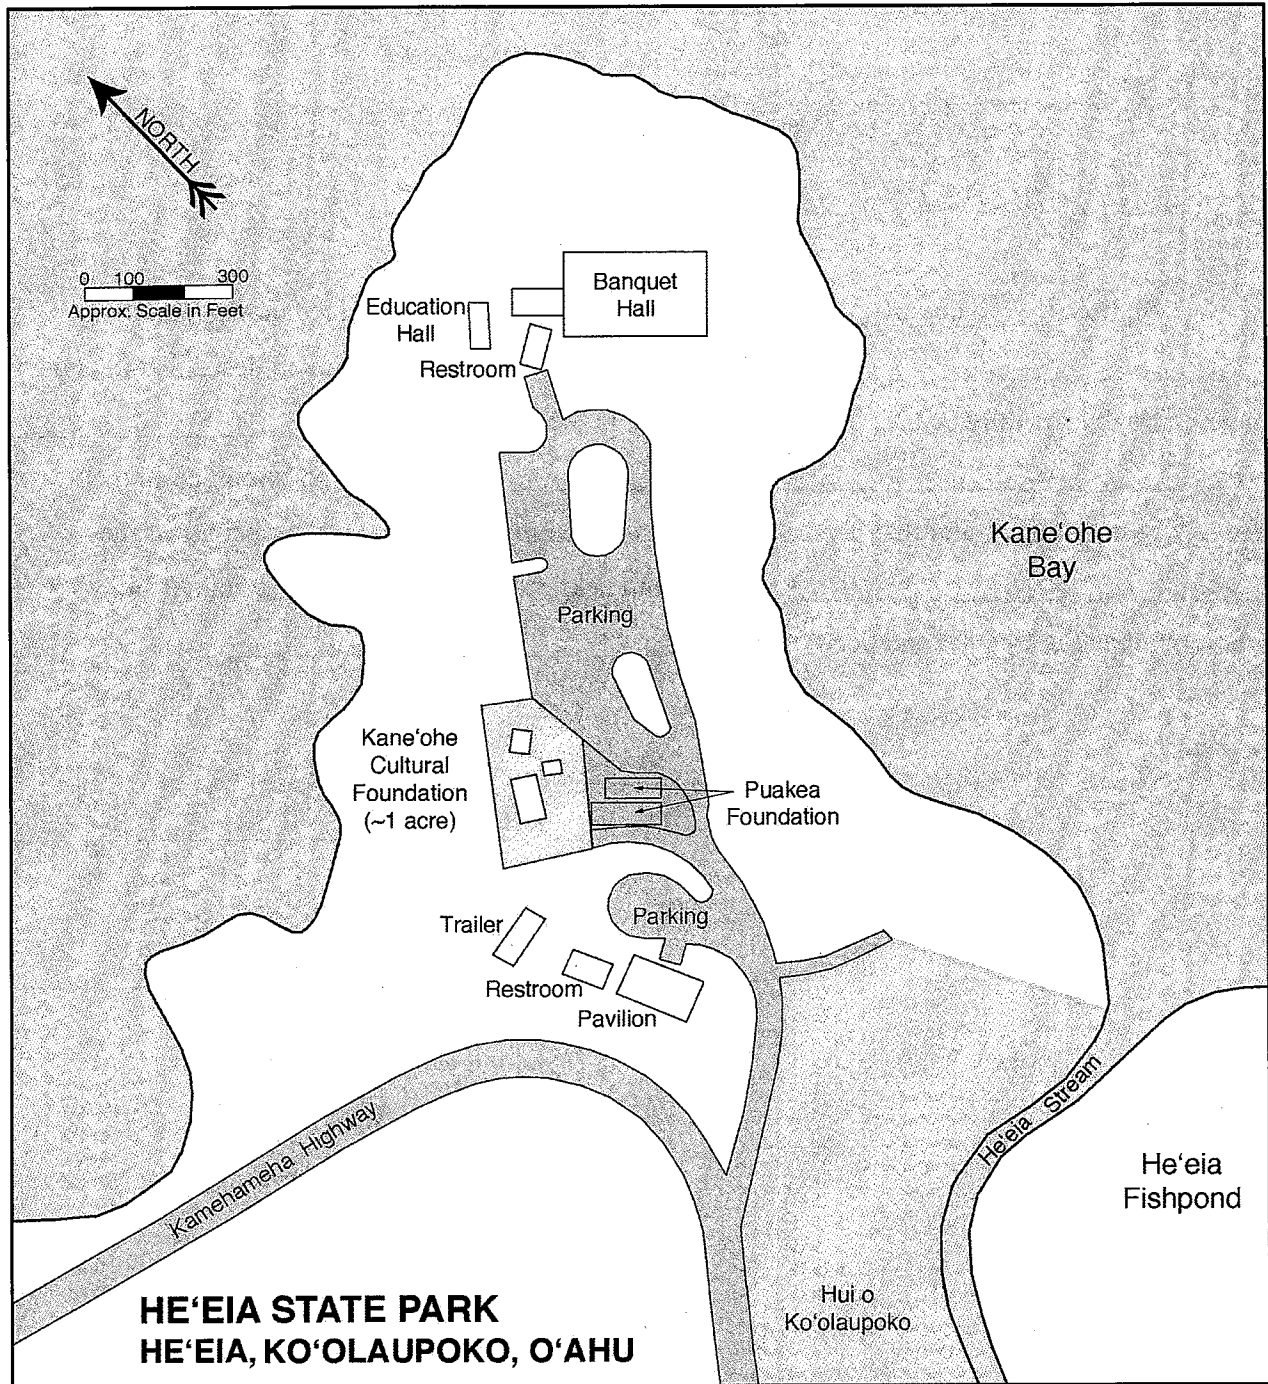 NORTH
0 100 300
Approx. Scale in Feet
Banquet
Hall
Education
Hall
Restroom
Kane‘ohe
Bay
Parking
Kane‘ohe
Cultural
Foundation
(~1 acre)
Puakea
Foundation
Trailer
Parking
Restroom
Pavilion
Kamehameha Highway
He‘eia Stream
He‘eia
Fishpond
Hui o
Ko‘olaupoko
HE‘EIA STATE PARK
HE‘EIA, KO‘OLAUPOKO, O‘AHU